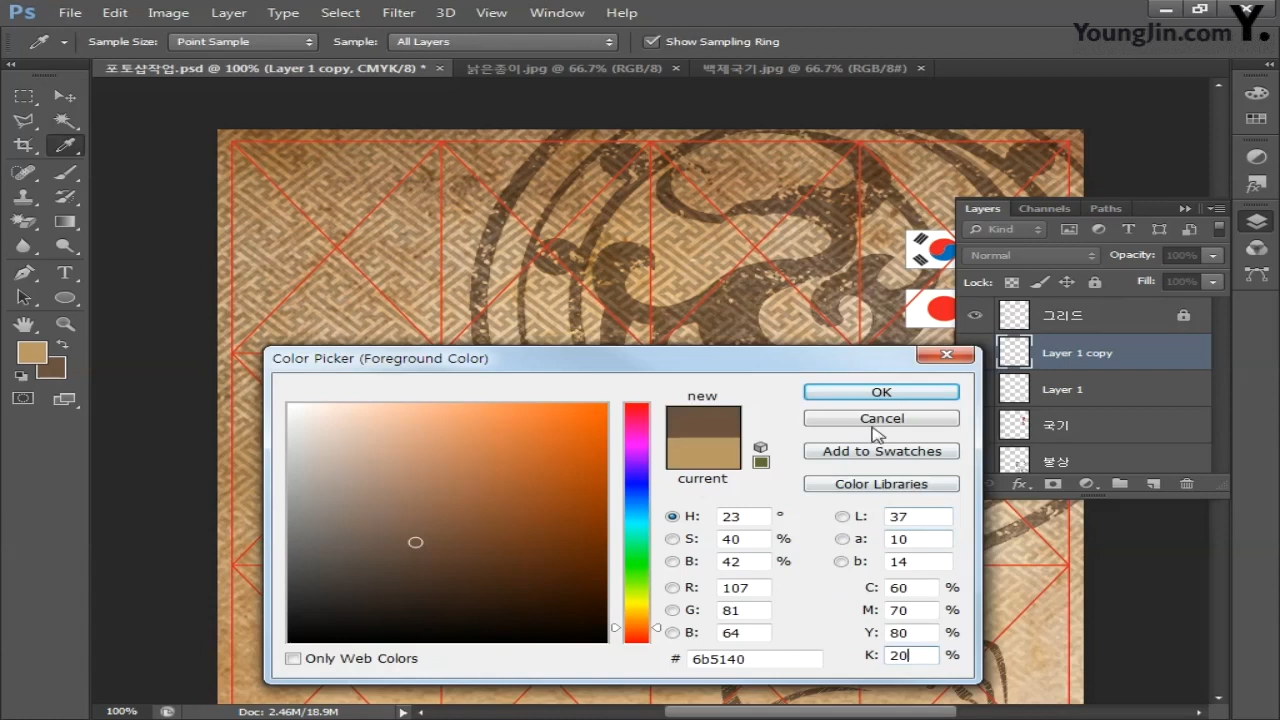 Ps File Edit Image Layer Type Select Filter 3D View Window Help
YoungJin.com Y.
Sample Size: Point Sample Sample: All Layers Show Sampling Ring
포토샵작업.psd @ 100% (Layer 1 copy, CMYK/8) * × 낡은종이.jpg @ 66.7% (RGB/8) × 백제국기.jpg @ 66.7% (RGB/8#) ×
Layers Channels Paths
Kind
Normal Opacity: 100%
Lock: Fill: 100%
그리드
Layer 1 copy
Layer 1
국기
불상
fx
Color Picker (Foreground Color)
new
current
OK
Cancel
Add to Swatches
Color Libraries
H: 23 ° L: 37
S: 40 % a: 10
B: 42 % b: 14
R: 107 C: 60 %
G: 81 M: 70 %
B: 64 Y: 80 %
# 6b5140 K: 20 %
Only Web Colors
100% Doc: 2.46M/18.9M